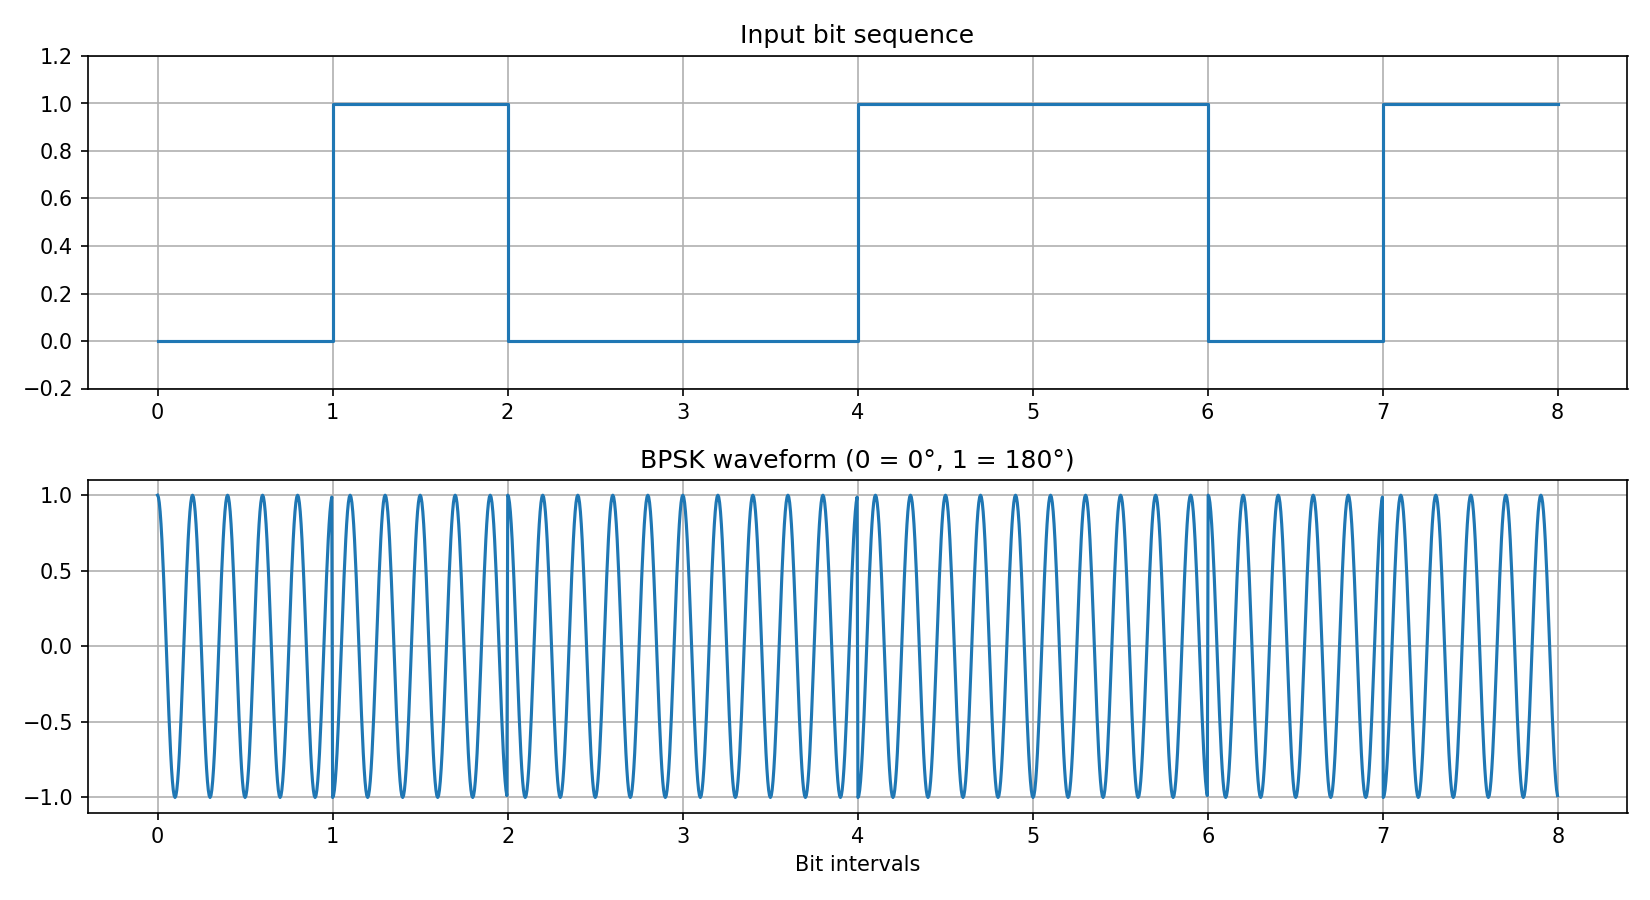 Input bit sequence
1.2
1.0
0.8
0.6
0.4
0.2
0.0
−0.2
0 1 2 3 4 5 6 7 8
BPSK waveform (0 = 0°, 1 = 180°)
1.0
0.5
0.0
−0.5
−1.0
0 1 2 3 4 5 6 7 8
Bit intervals